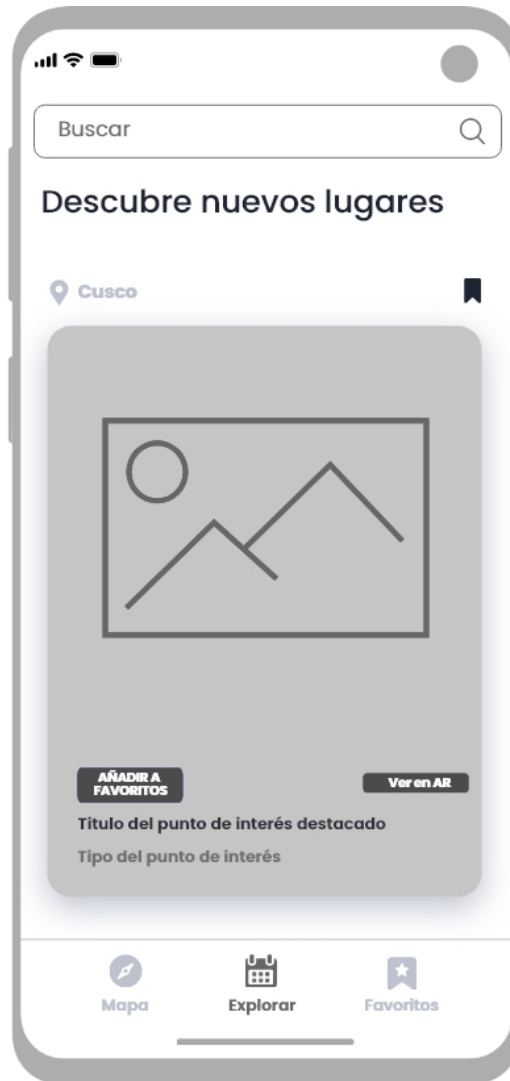 Buscar
Descubre nuevos lugares
Cusco
AÑADIR A
FAVORITOS
Ver en AR
Titulo del punto de interés destacado
Tipo del punto de interés
Mapa
Explorar
Favoritos